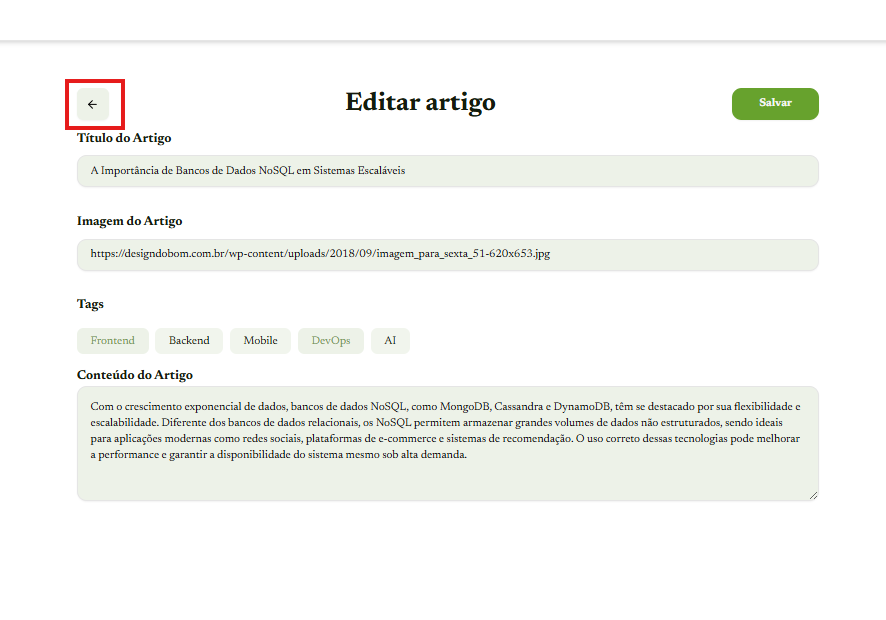 Editar artigo
Salvar
Título do Artigo
A Importância de Bancos de Dados NoSQL em Sistemas Escaláveis
Imagem do Artigo
https://designdobom.com.br/wp-content/uploads/2018/09/imagem_para_sexta_51-620x653.jpg
Tags
Frontend Backend Mobile DevOps AI
Conteúdo do Artigo
Com o crescimento exponencial de dados, bancos de dados NoSQL, como MongoDB, Cassandra e DynamoDB, têm se destacado por sua flexibilidade e
escalabilidade. Diferente dos bancos de dados relacionais, os NoSQL permitem armazenar grandes volumes de dados não estruturados, sendo ideais
para aplicações modernas como redes sociais, plataformas de e-commerce e sistemas de recomendação. O uso correto dessas tecnologias pode melhorar
a performance e garantir a disponibilidade do sistema mesmo sob alta demanda.